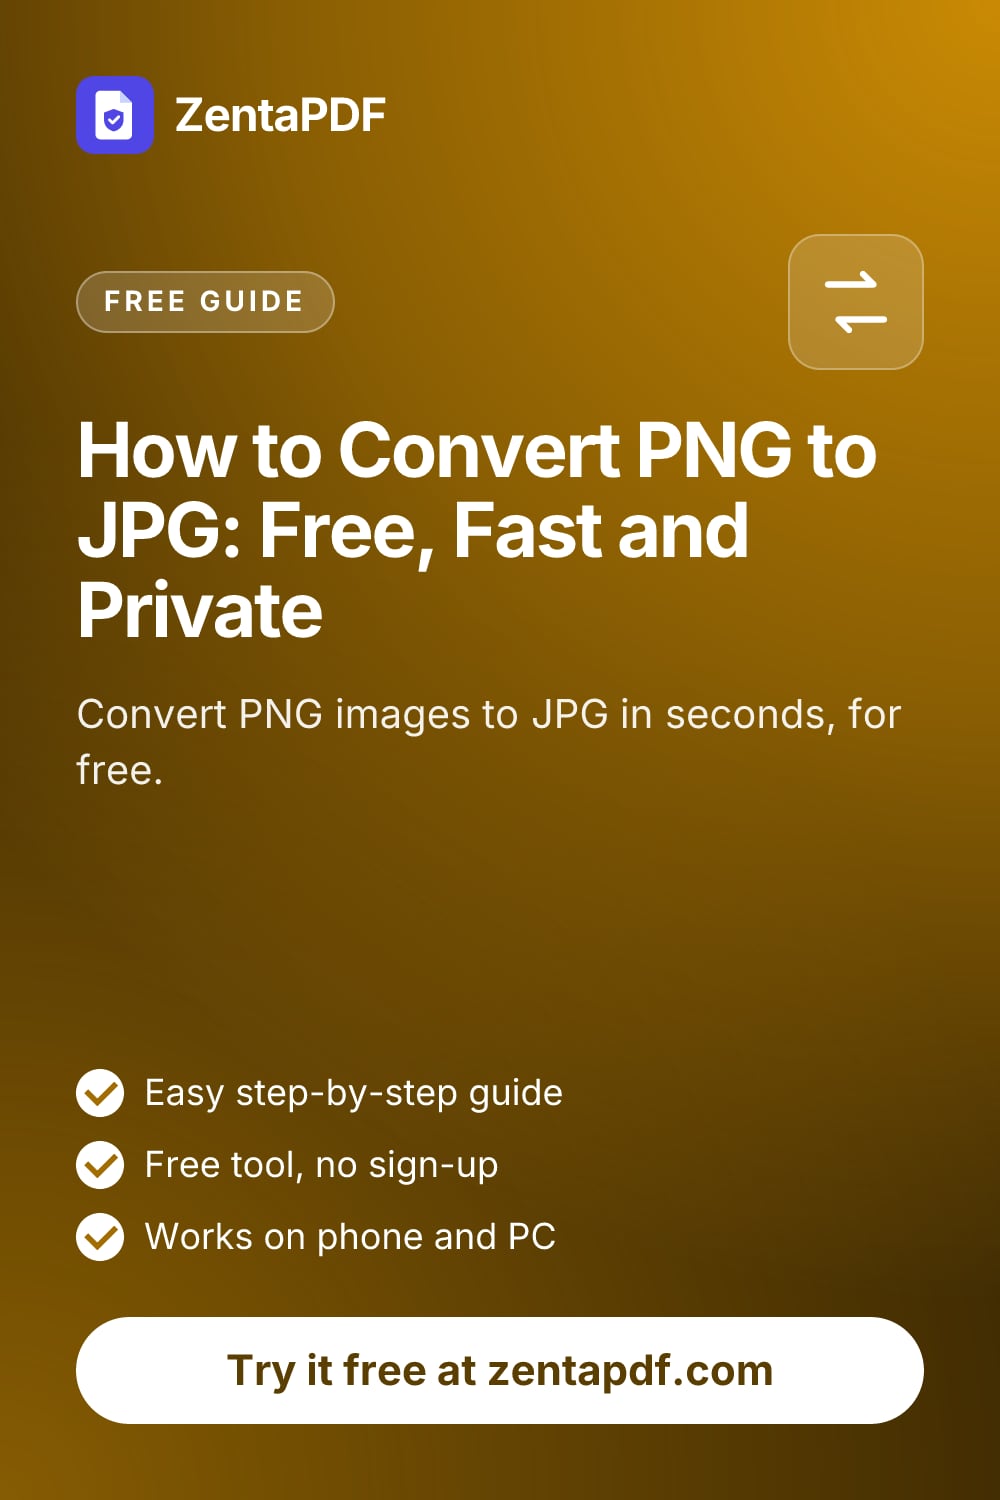 ZentaPDF
FREE GUIDE
How to Convert PNG to
JPG: Free, Fast and
Private
Convert PNG images to JPG in seconds, for
free.
Easy step-by-step guide
Free tool, no sign-up
Works on phone and PC
Try it free at zentapdf.com